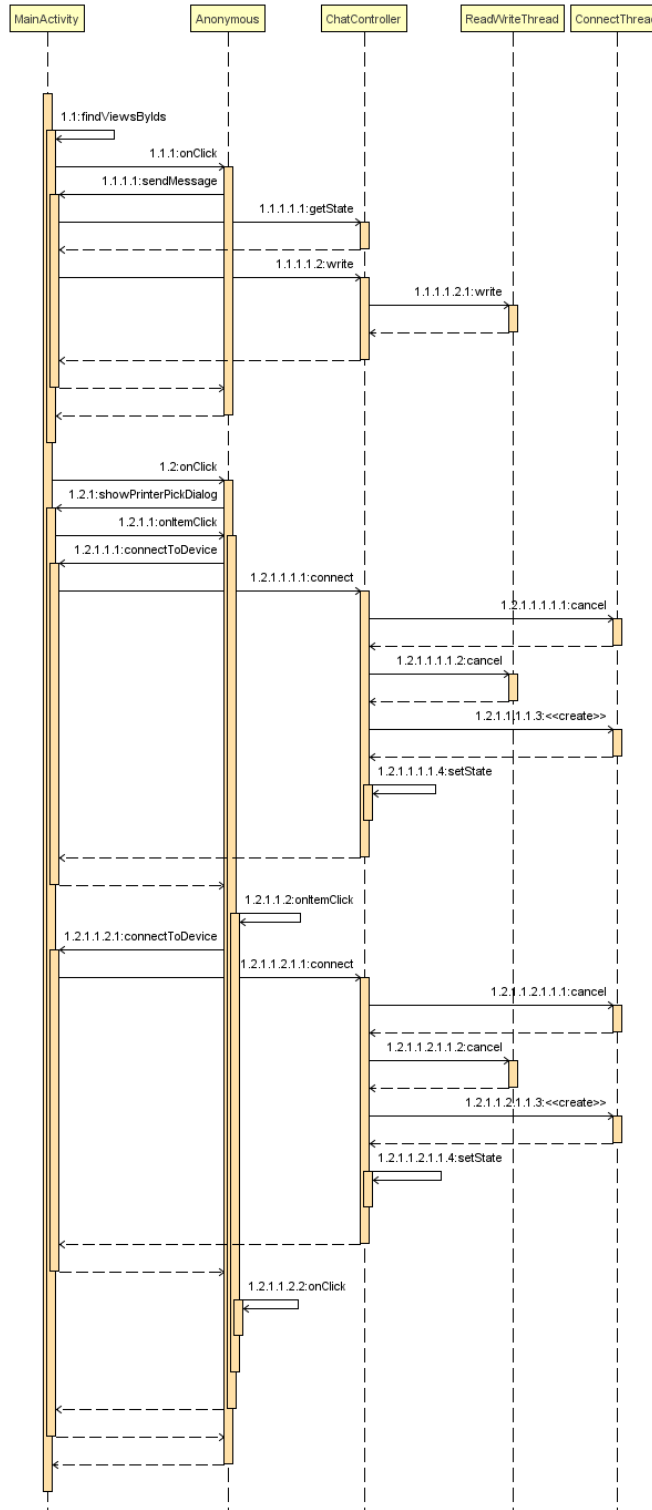 MainActivity
Anonymous
ChatController
ReadWriteThread
ConnectThread
1.1:findViewsByIds
1.1.1:onClick
1.1.1.1:sendMessage
1.1.1.1.1:getState
1.1.1.1.2:write
1.1.1.1.2.1:write
1.2:onClick
1.2.1:showPrinterPickDialog
1.2.1.1:onItemClick
1.2.1.1.1:connectToDevice
1.2.1.1.1.1:connect
1.2.1.1.1.1.1:cancel
1.2.1.1.1.1.2:cancel
1.2.1.1.1.1.3:<<create>>
1.2.1.1.1.1.4:setState
1.2.1.1.2:onItemClick
1.2.1.1.2.1:connectToDevice
1.2.1.1.2.1.1:connect
1.2.1.1.2.1.1.1:cancel
1.2.1.1.2.1.1.2:cancel
1.2.1.1.2.1.1.3:<<create>>
1.2.1.1.2.1.1.4:setState
1.2.1.1.2.2:onClick